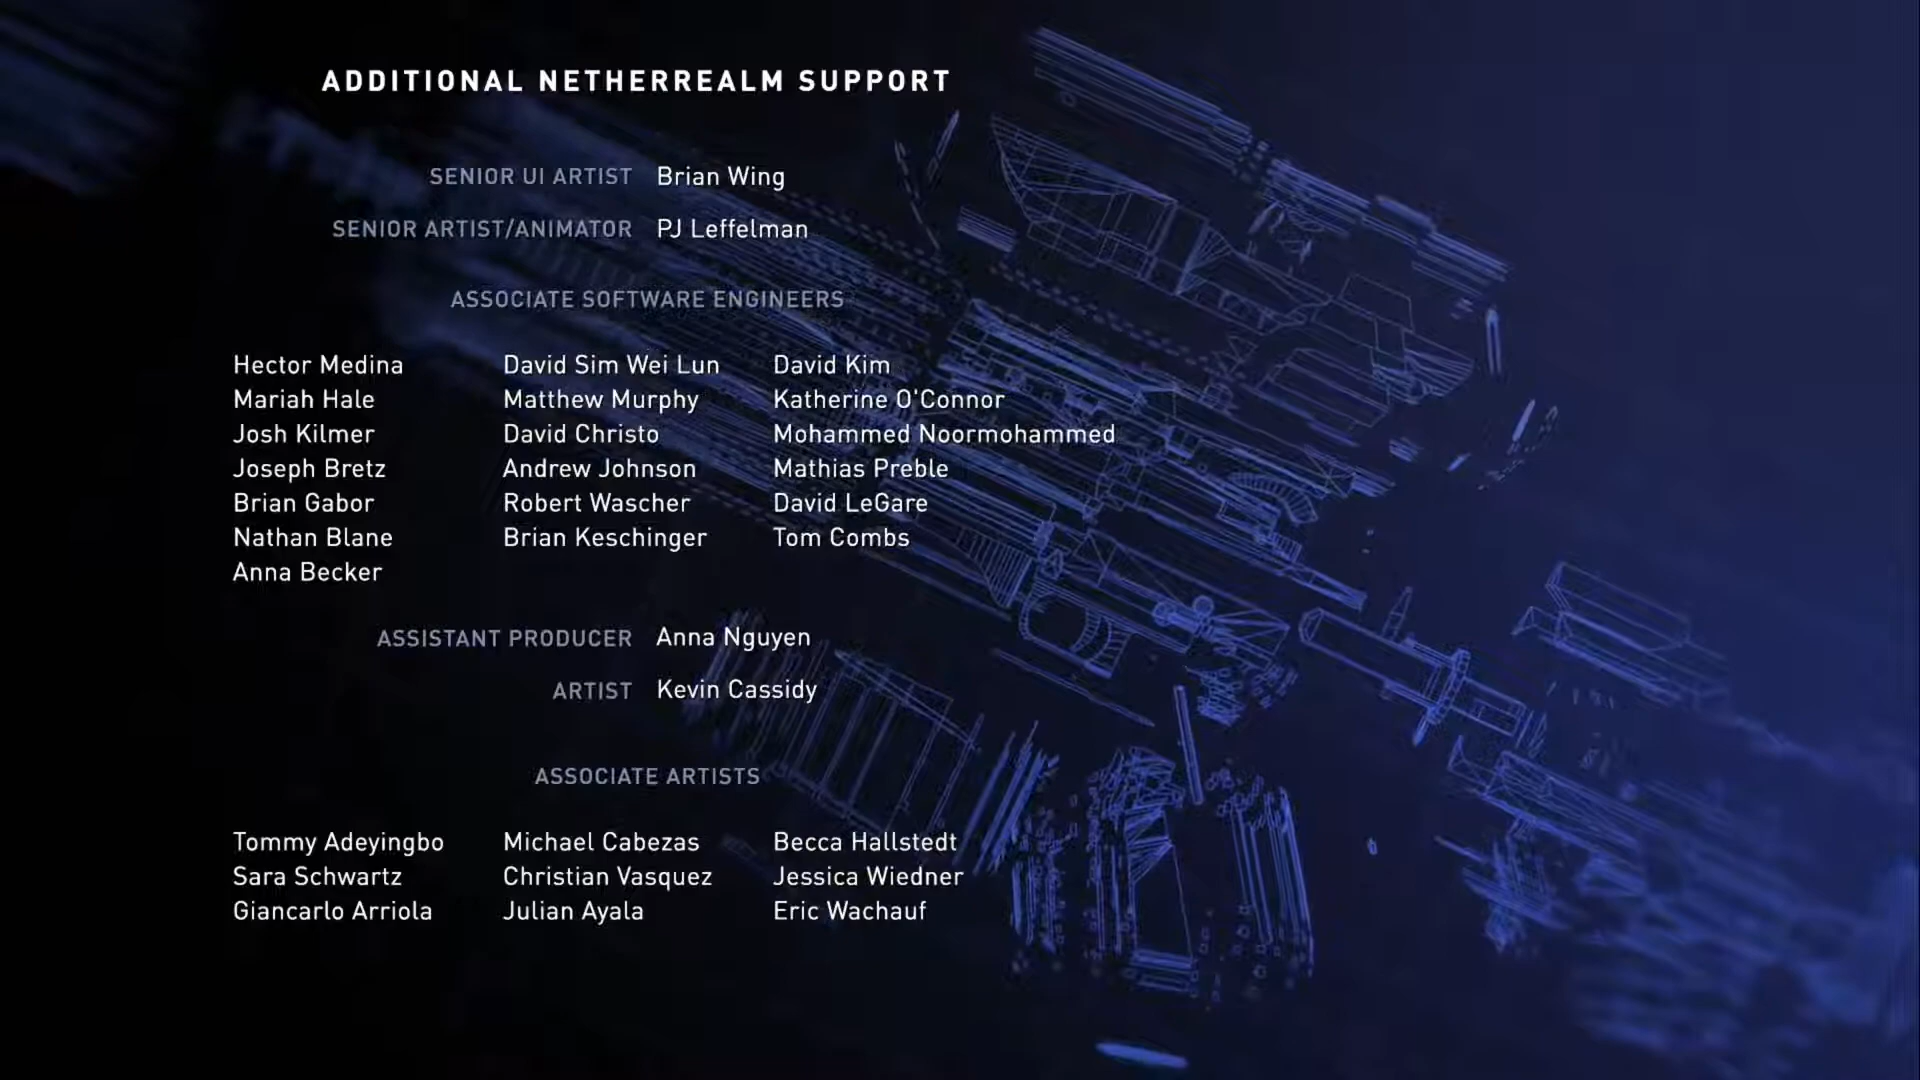 ADDITIONAL NETHERREALM SUPPORT
SENIOR UI ARTIST Brian Wing
SENIOR ARTIST/ANIMATOR PJ Leffelman
ASSOCIATE SOFTWARE ENGINEERS
Hector Medina David Sim Wei Lun David Kim
Mariah Hale Matthew Murphy Katherine O'Connor
Josh Kilmer David Christo Mohammed Noormohammed
Joseph Bretz Andrew Johnson Mathias Preble
Brian Gabor Robert Wascher David LeGare
Nathan Blane Brian Keschinger Tom Combs
Anna Becker
ASSISTANT PRODUCER Anna Nguyen
ARTIST Kevin Cassidy
ASSOCIATE ARTISTS
Tommy Adeyingbo Michael Cabezas Becca Hallstedt
Sara Schwartz Christian Vasquez Jessica Wiedner
Giancarlo Arriola Julian Ayala Eric Wachauf